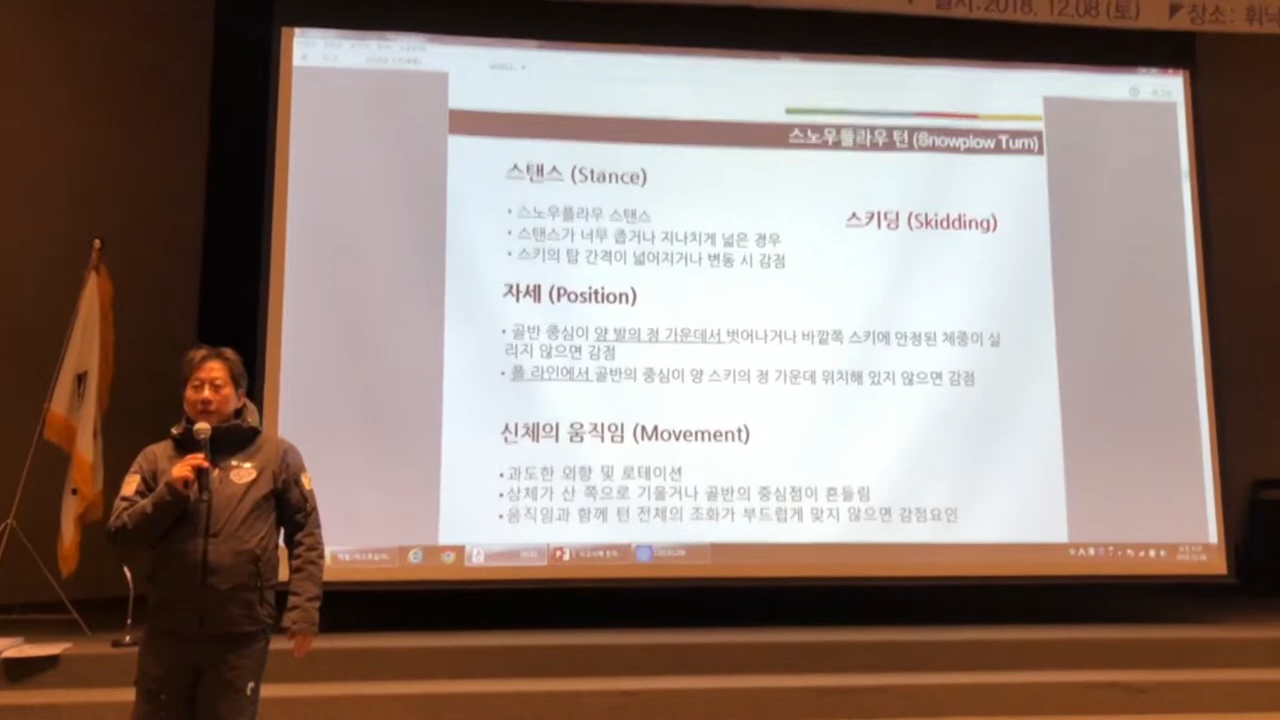 일시:2018. 12.08 (토)
장소: 휘닉
스노우플라우 턴 (Snowplow Turn)
스탠스 (Stance)
• 스노우플라우 스탠스
• 스탠스가 너무 좁거나 지나치게 넓은 경우
• 스키의 탑 간격이 넓어지거나 변동 시 감점
스키딩 (Skidding)
자세 (Position)
• 골반 중심이 양 발의 정 가운데서 벗어나거나 바깥쪽 스키에 안정된 체중이 실
리지 않으면 감점
• 폴 라인에서 골반의 중심이 양 스키의 정 가운데 위치해 있지 않으면 감점
신체의 움직임 (Movement)
•과도한 외향 및 로테이션
•상체가 산 쪽으로 기울거나 골반의 중심점이 흔들림
•움직임과 함께 턴 전체의 조화가 부드럽게 맞지 않으면 감점요인